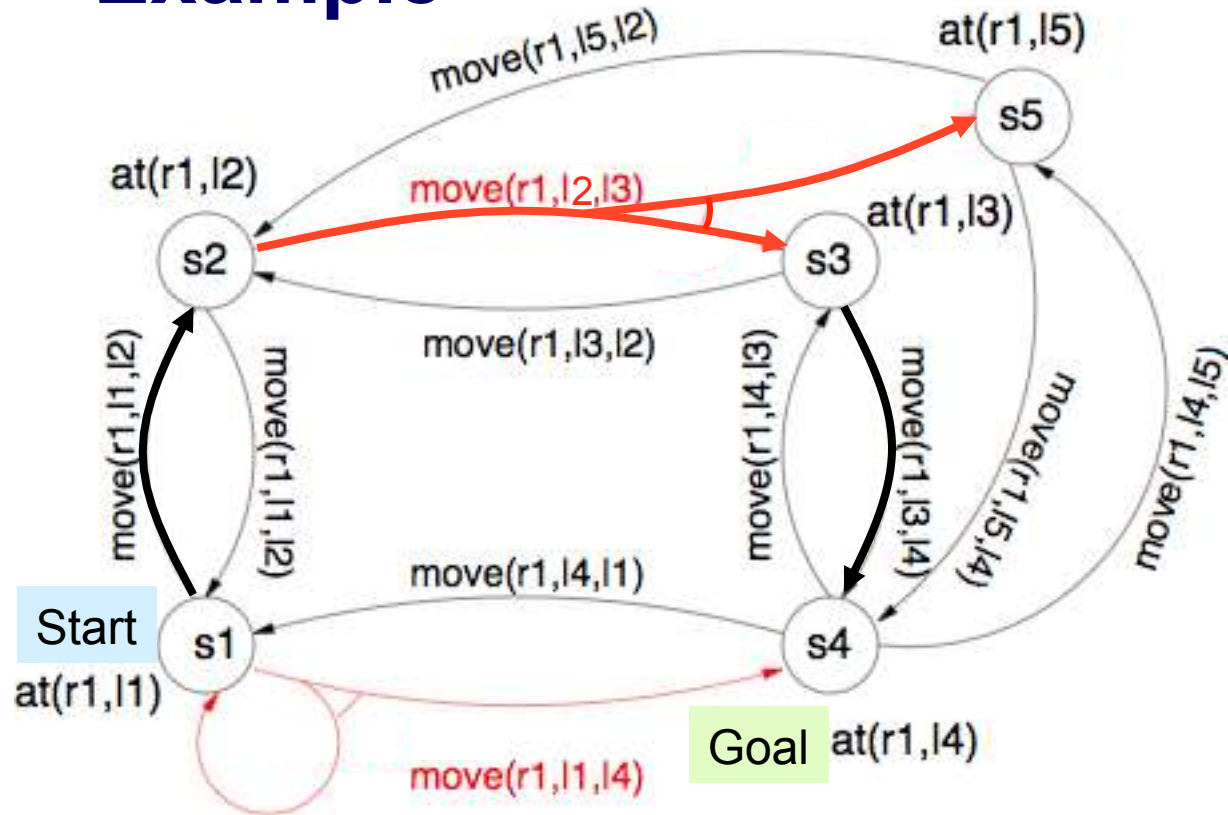 Example
move(r1,l5,l2)
at(r1,l5)
s5
at(r1,l2)
move(r1,l2,l3)
at(r1,l3)
s2
s3
move(r1,l3,l2)
move(r1,l1,l2)
move(r1,l1,l2)
move(r1,l4,l3)
move(r1,l3,l4)
move(r1,l5,l4)
move(r1,l4,l5)
move(r1,l4,l1)
Start
s1
s4
at(r1,l1)
Goal
at(r1,l4)
move(r1,l1,l4)